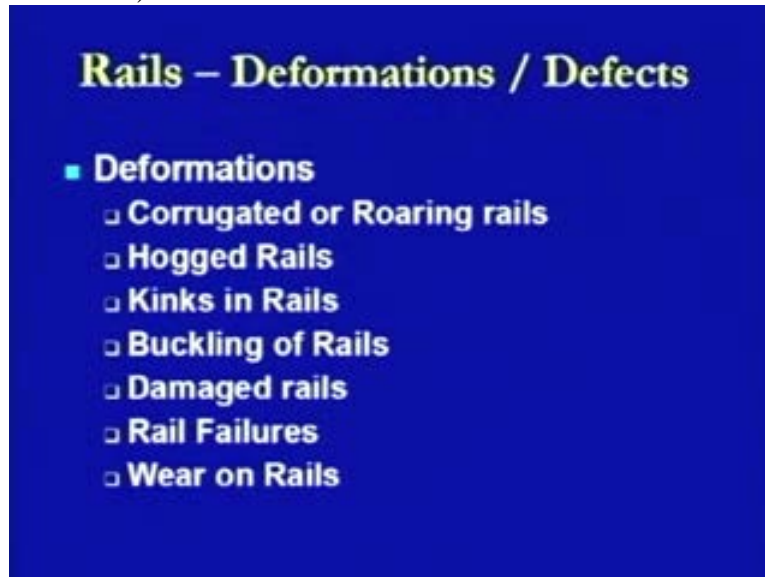 Rails – Deformations / Defects
Deformations
Corrugated or Roaring rails
Hogged Rails
Kinks in Rails
Buckling of Rails
Damaged rails
Rail Failures
Wear on Rails